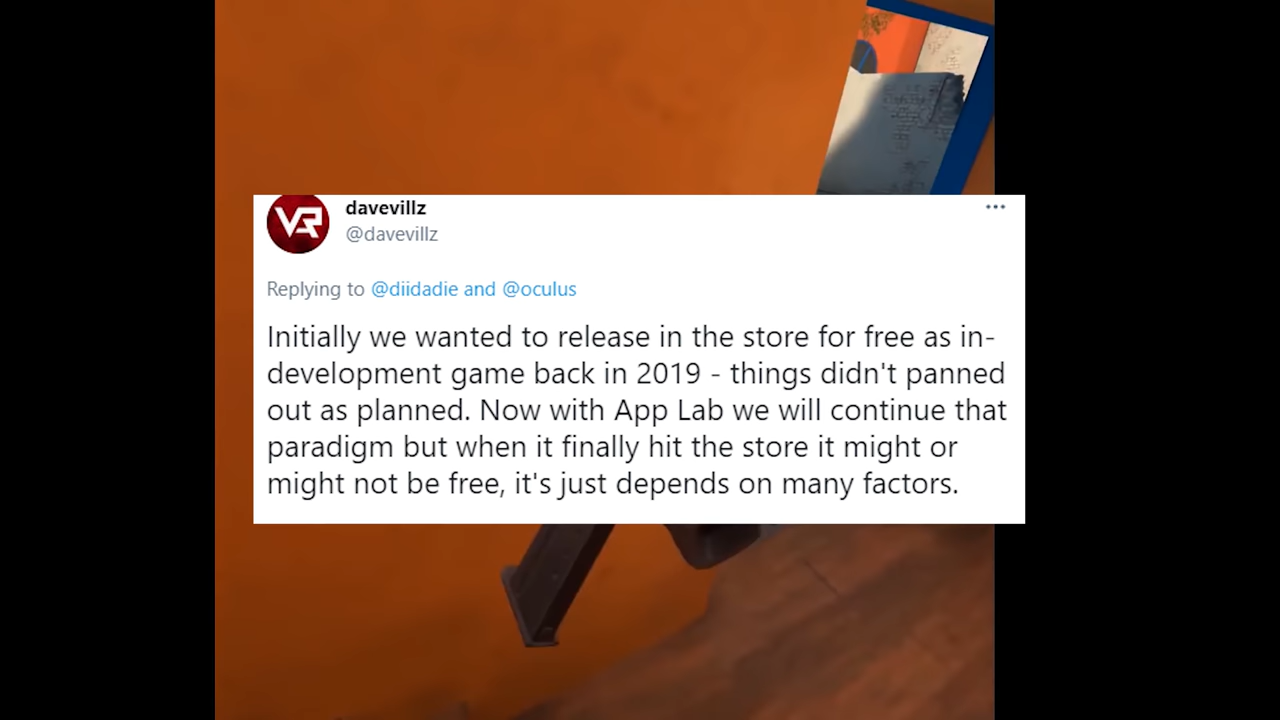 davevillz
@davevillz
Replying to @diidadie and @oculus
Initially we wanted to release in the store for free as in-
development game back in 2019 - things didn't panned
out as planned. Now with App Lab we will continue that
paradigm but when it finally hit the store it might or
might not be free, it's just depends on many factors.